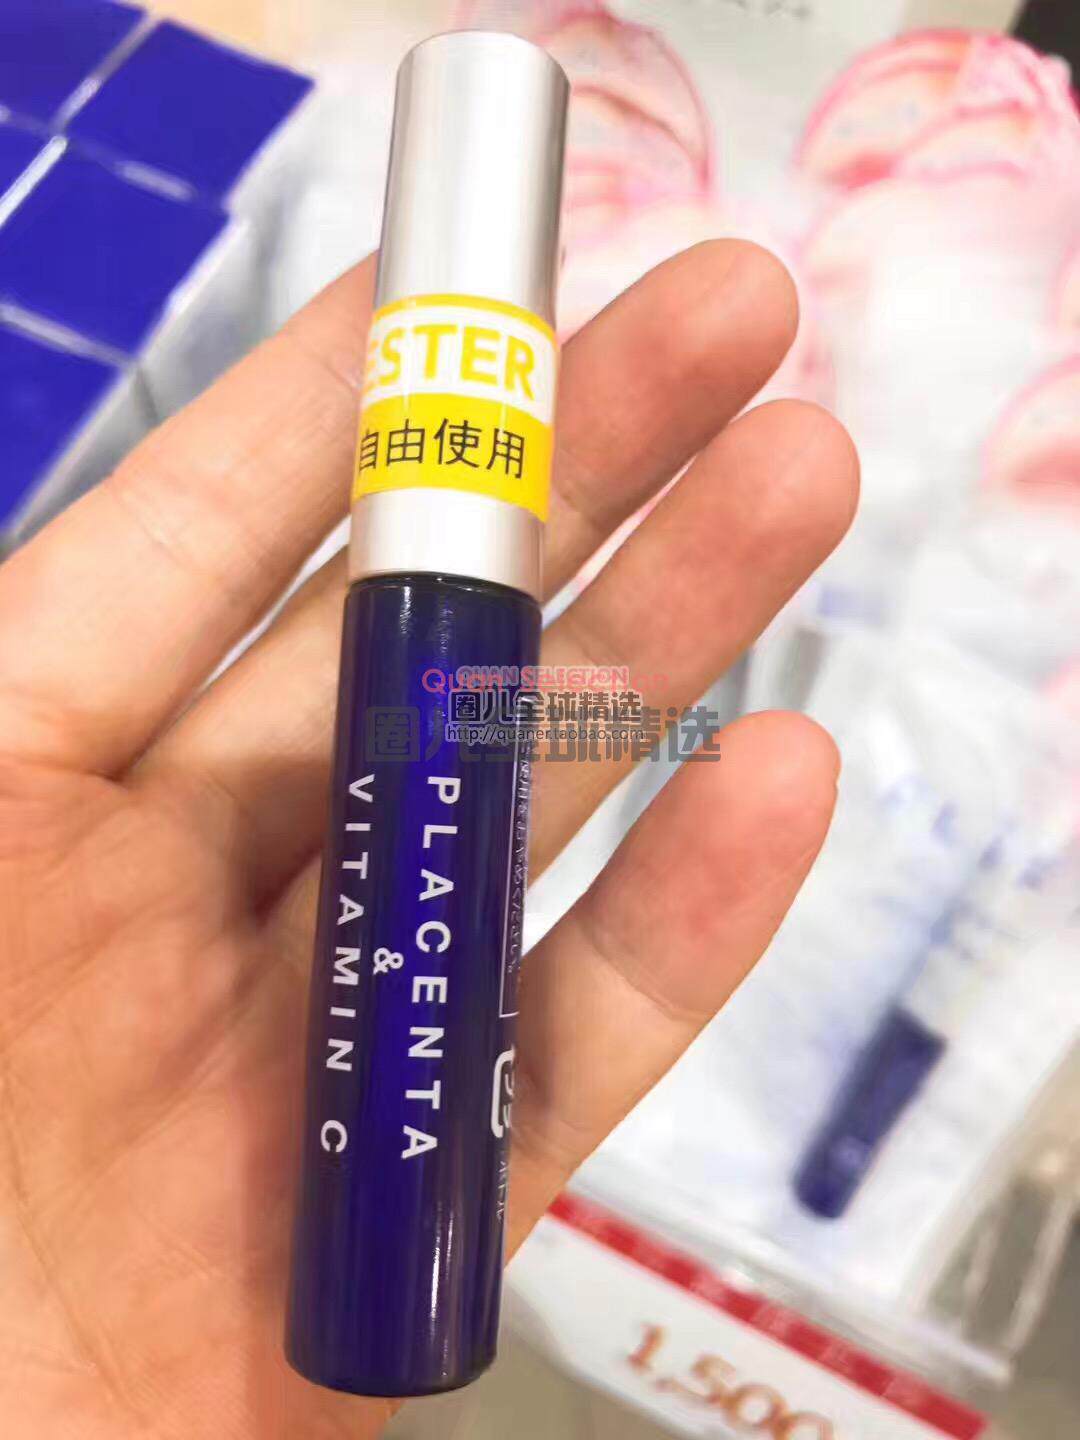 ESTER
自由使用
QUAN SELECTION
圈儿全球精选
http://quaner.taobao.com
圈儿全球精选
PLACENTA
&
VITAMIN C
1,500